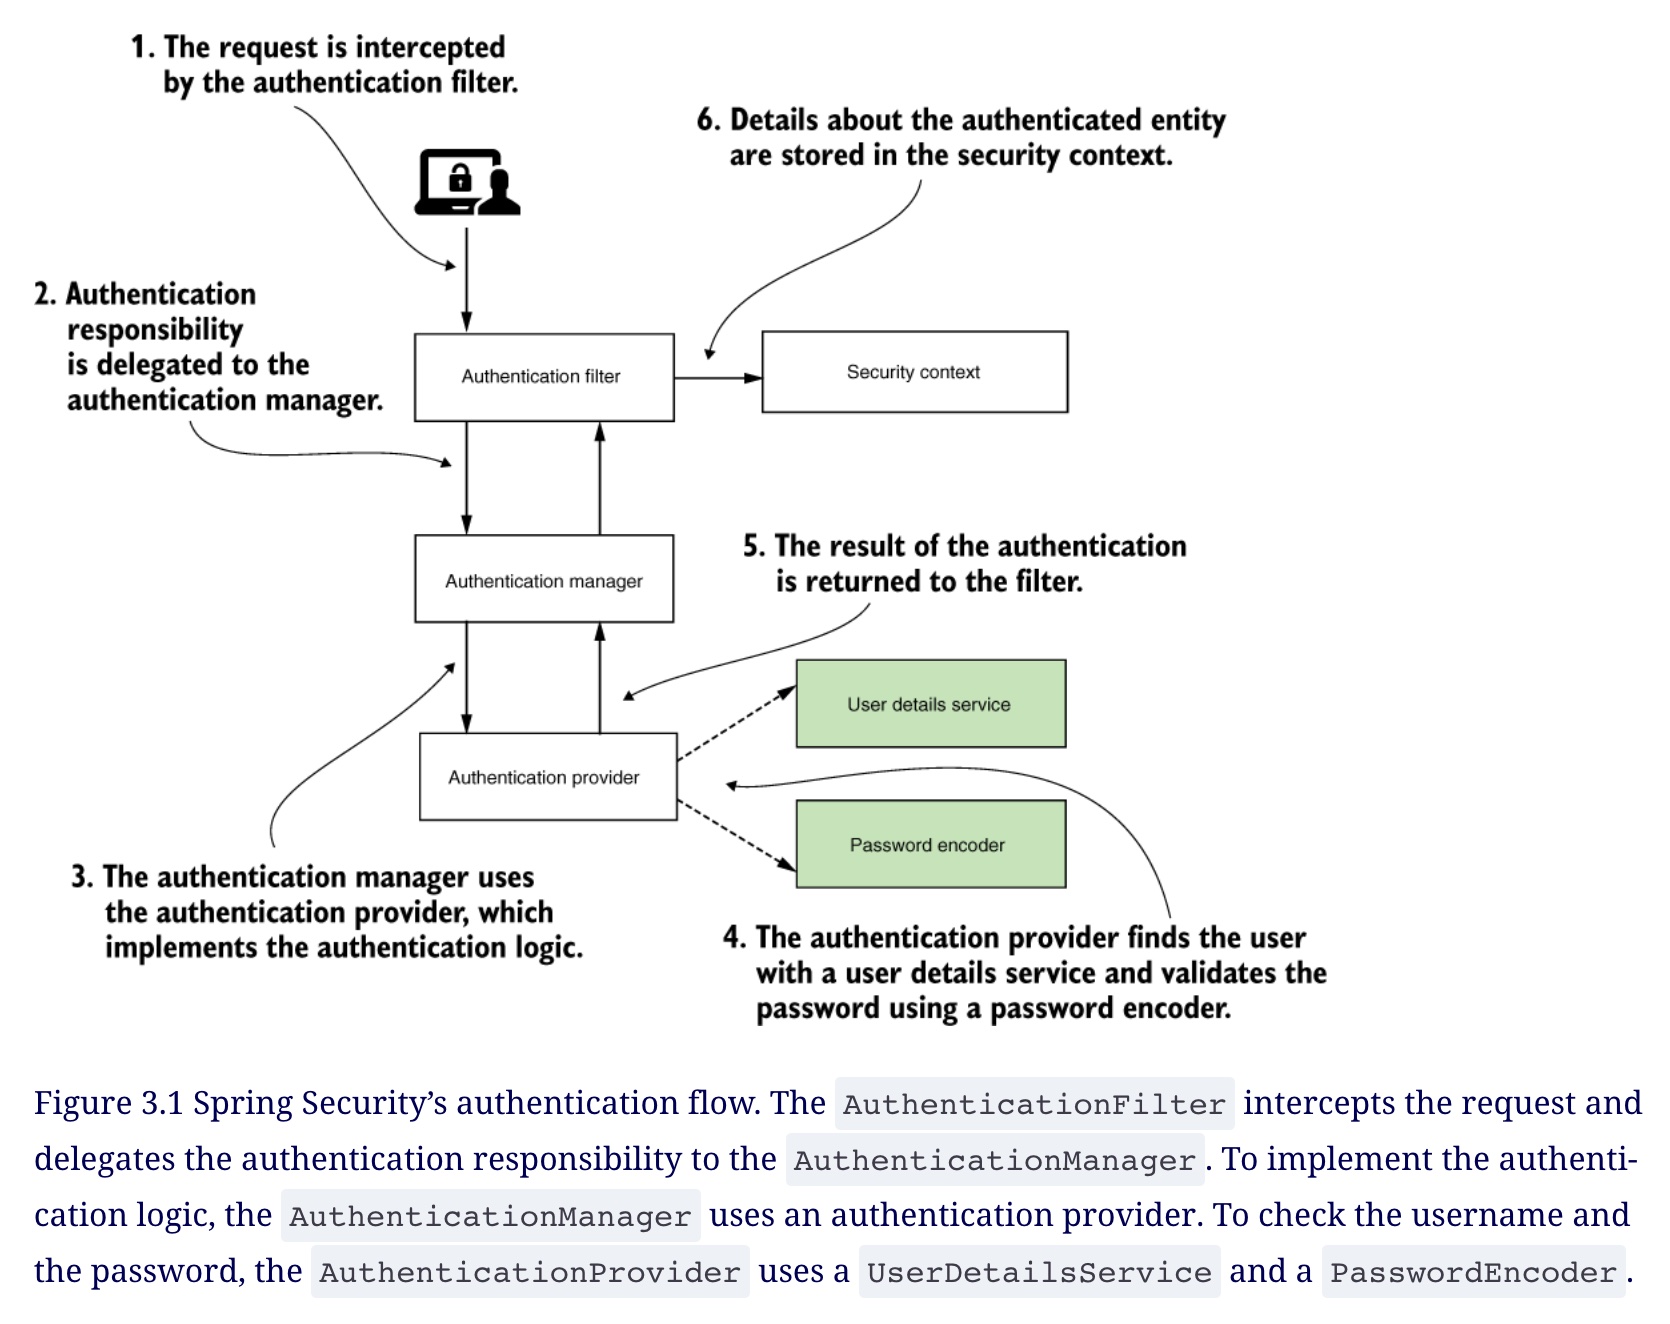 1. The request is intercepted
by the authentication filter.
6. Details about the authenticated entity
are stored in the security context.
2. Authentication
responsibility
is delegated to the
authentication manager.
Authentication filter
Security context
Authentication manager
5. The result of the authentication
is returned to the filter.
User details service
Authentication provider
Password encoder
3. The authentication manager uses
the authentication provider, which
implements the authentication logic.
4. The authentication provider finds the user
with a user details service and validates the
password using a password encoder.
Figure 3.1 Spring Security’s authentication flow. The AuthenticationFilter intercepts the request and
delegates the authentication responsibility to the AuthenticationManager. To implement the authenti-
cation logic, the AuthenticationManager uses an authentication provider. To check the username and
the password, the AuthenticationProvider uses a UserDetailsService and a PasswordEncoder.